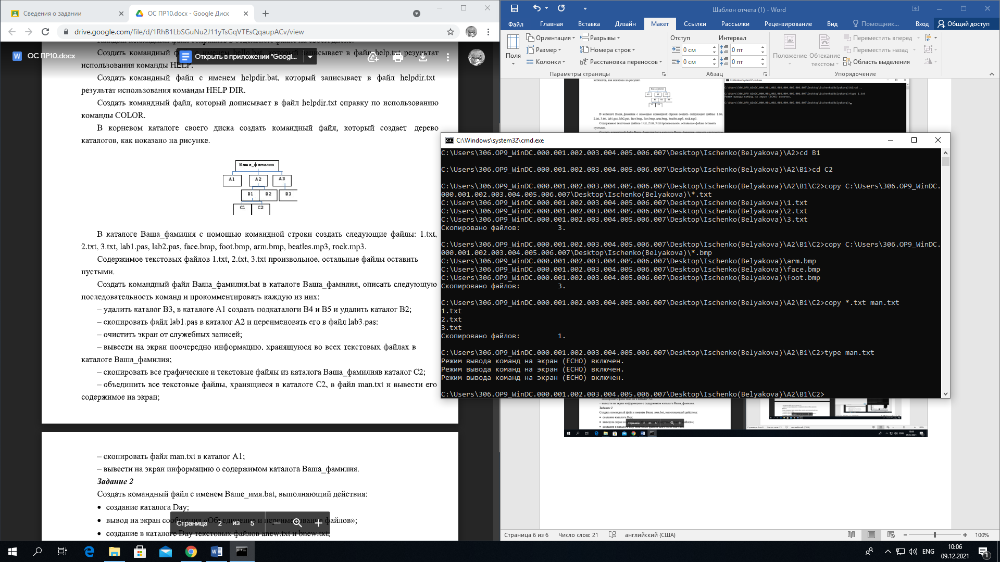 Сведения о задании
ОС ПР10.docx - Google Диск
drive.google.com/file/d/1RhB1LbSGuNu2J11yTsGqVTEsQqaupACv/view
ОС ПР10.docx
Открыть в приложении "Googl...
Создать командный
записывает в файл help.txt результат
использования команды HELP.
Создать командный файл с именем helpdir.bat, который записывает в файл helpdir.txt
результат использования команды HELP DIR.
Создать командный файл, который дописывает в файл helpdir.txt справку по использованию
команды COLOR.
В корневом каталоге своего диска создать командный файл, который создает дерево
каталогов, как показано на рисунке.
Ваша_фамилия
A1 A2 A3
B1 B2 B3
C1 C2
В каталоге Ваша_фамилия с помощью командной строки создать следующие файлы: 1.txt,
2.txt, 3.txt, lab1.pas, lab2.pas, face.bmp, foot.bmp, arm.bmp, beatles.mp3, rock.mp3.
Содержимое текстовых файлов 1.txt, 2.txt, 3.txt произвольное, остальные файлы оставить
пустыми.
Создать командный файл Ваша_фамилия.bat в каталоге Ваша_фамилия, описать следующую
последовательность команд и прокомментировать каждую из них:
– удалить каталог B3, в каталоге A1 создать подкаталоги B4 и B5 и удалить каталог B2;
– скопировать файл lab1.pas в каталог A2 и переименовать его в файл lab3.pas;
– очистить экран от служебных записей;
– вывести на экран поочередно информацию, хранящуюся во всех текстовых файлах в
каталоге Ваша_фамилия;
– скопировать все графические и текстовые файлы из каталога Ваша_фамилияв каталог C2;
– объединить все текстовые файлы, хранящиеся в каталоге C2, в файл man.txt и вывести его
содержимое на экран;
– скопировать файл man.txt в каталог A1;
– вывести на экран информацию о содержимом каталога Ваша_фамилия.
Задание 2
Создать командный файл с именем Ваше_имя.bat, выполняющий действия:
• создание каталога Day;
• вывод на экран сообщения «Объединение и переименование файлов»;
• создание в каталоге Day текстовых файлов anew.txt и bnew.txt;
Страница 2 из 5
Шаблон отчета (1) - Word
Файл Главная Вставка Дизайн Макет Ссылки Рассылки Рецензирование Вид Помощник... Вход Общий доступ
Поля
Ориентация
Размер
Колонки
Разрывы
Номера строк
Расстановка переносов
Параметры страницы
Отступ Интервал
0 см 0 пт
0 см 0 пт
Абзац
Положение
Обтекание текстом
Переместить вперед
Переместить назад
Область выделения
Упорядочение
C:\Windows\system32\cmd.exe
C:\Users\306.OP9_WinDC.000.001.002.003.004.005.006.007\Desktop\Ischenko(Belyakova)\A2>cd B1
C:\Users\306.OP9_WinDC.000.001.002.003.004.005.006.007\Desktop\Ischenko(Belyakova)\A2\B1>cd C2
C:\Users\306.OP9_WinDC.000.001.002.003.004.005.006.007\Desktop\Ischenko(Belyakova)\A2\B1\C2>copy C:\Users\306.OP9_WinDC.
000.001.002.003.004.005.006.007\Desktop\Ischenko(Belyakova)\*.txt
C:\Users\306.OP9_WinDC.000.001.002.003.004.005.006.007\Desktop\Ischenko(Belyakova)\1.txt
C:\Users\306.OP9_WinDC.000.001.002.003.004.005.006.007\Desktop\Ischenko(Belyakova)\2.txt
C:\Users\306.OP9_WinDC.000.001.002.003.004.005.006.007\Desktop\Ischenko(Belyakova)\3.txt
Скопировано файлов: 3.
C:\Users\306.OP9_WinDC.000.001.002.003.004.005.006.007\Desktop\Ischenko(Belyakova)\A2\B1\C2>copy C:\Users\306.OP9_WinDC.
000.001.002.003.004.005.006.007\Desktop\Ischenko(Belyakova)\*.bmp
C:\Users\306.OP9_WinDC.000.001.002.003.004.005.006.007\Desktop\Ischenko(Belyakova)\arm.bmp
C:\Users\306.OP9_WinDC.000.001.002.003.004.005.006.007\Desktop\Ischenko(Belyakova)\face.bmp
C:\Users\306.OP9_WinDC.000.001.002.003.004.005.006.007\Desktop\Ischenko(Belyakova)\foot.bmp
Скопировано файлов: 3.
C:\Users\306.OP9_WinDC.000.001.002.003.004.005.006.007\Desktop\Ischenko(Belyakova)\A2\B1\C2>copy *.txt man.txt
1.txt
2.txt
3.txt
Скопировано файлов: 1.
C:\Users\306.OP9_WinDC.000.001.002.003.004.005.006.007\Desktop\Ischenko(Belyakova)\A2\B1\C2>type man.txt
Режим вывода команд на экран (ECHO) включен.
Режим вывода команд на экран (ECHO) включен.
Режим вывода команд на экран (ECHO) включен.
C:\Users\306.OP9_WinDC.000.001.002.003.004.005.006.007\Desktop\Ischenko(Belyakova)\A2\B1\C2>
Страница 6 из 6 Число слов: 21 английский (США) 100%
ENG
10:06
09.12.2021
1